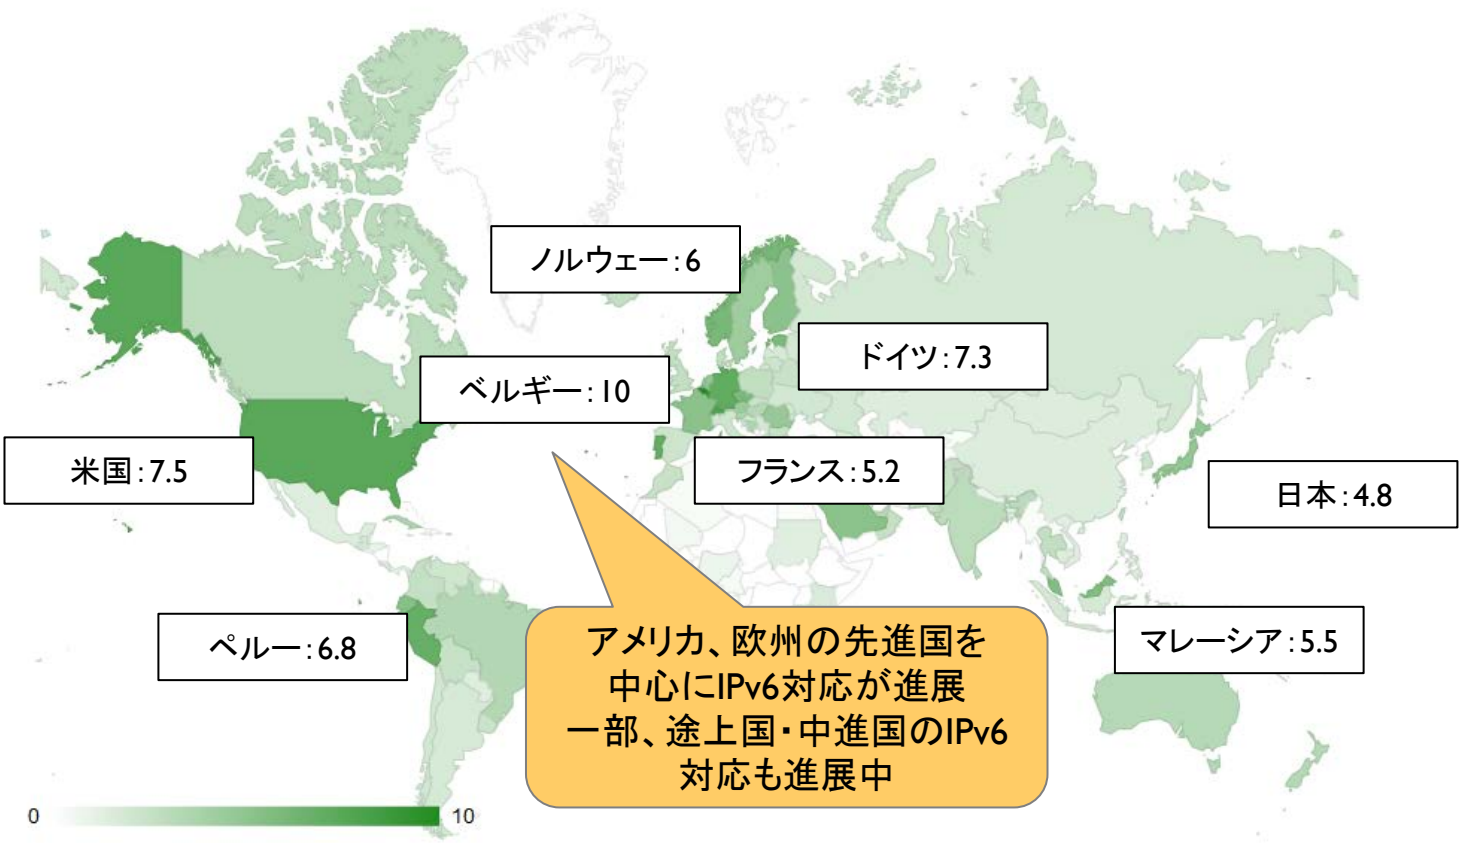 ノルウェー：6
ドイツ：7.3
ベルギー：10
米国：7.5
フランス：5.2
日本：4.8
ペルー：6.8
マレーシア：5.5
アメリカ、欧州の先進国を
中心にIPv6対応が進展
一部、途上国・中進国のIPv6
対応も進展中
0
10